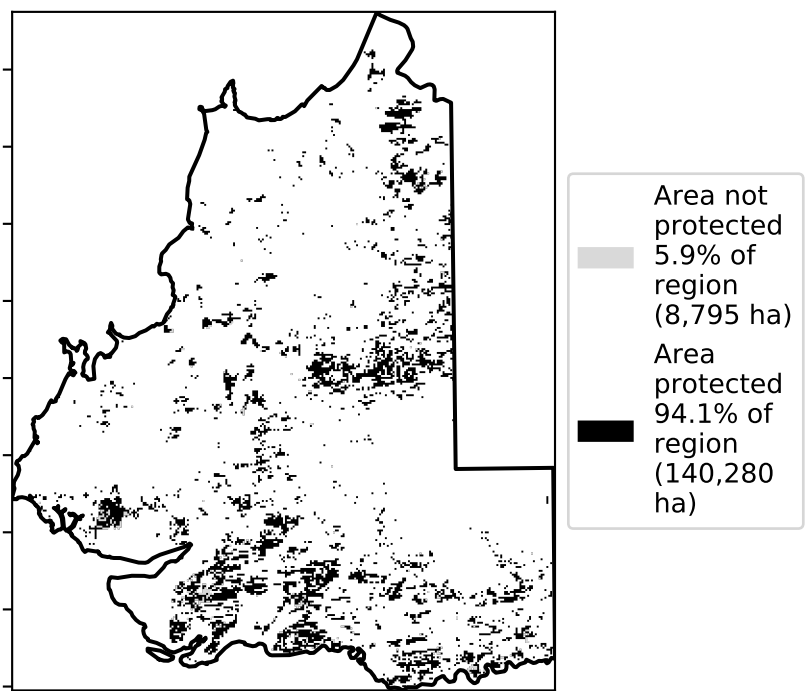 Area not
protected
5.9% of
region
(8,795 ha)
Area
protected
94.1% of
region
(140,280
ha)